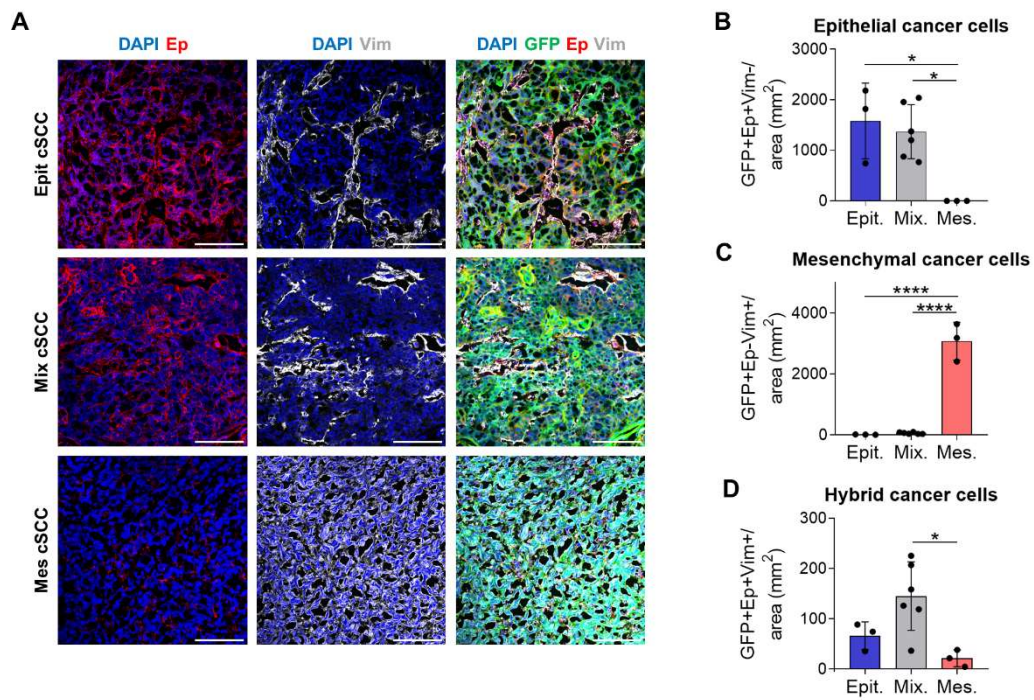 A
DAPI Ep
DAPI Vim
DAPI GFP Ep Vim
Epit cSCC
Mix cSCC
Mes cSCC
B
Epithelial cancer cells
GFP+Ep+Vim-/
area (mm2)
3000
2000
1000
0
*
*
Epit. Mix. Mes.
C
Mesenchymal cancer cells
GFP+Ep-Vim+/
area (mm2)
4000
2000
0
****
****
Epit. Mix. Mes.
D
Hybrid cancer cells
GFP+Ep+Vim+/
area (mm2)
300
200
100
0
*
Epit. Mix. Mes.